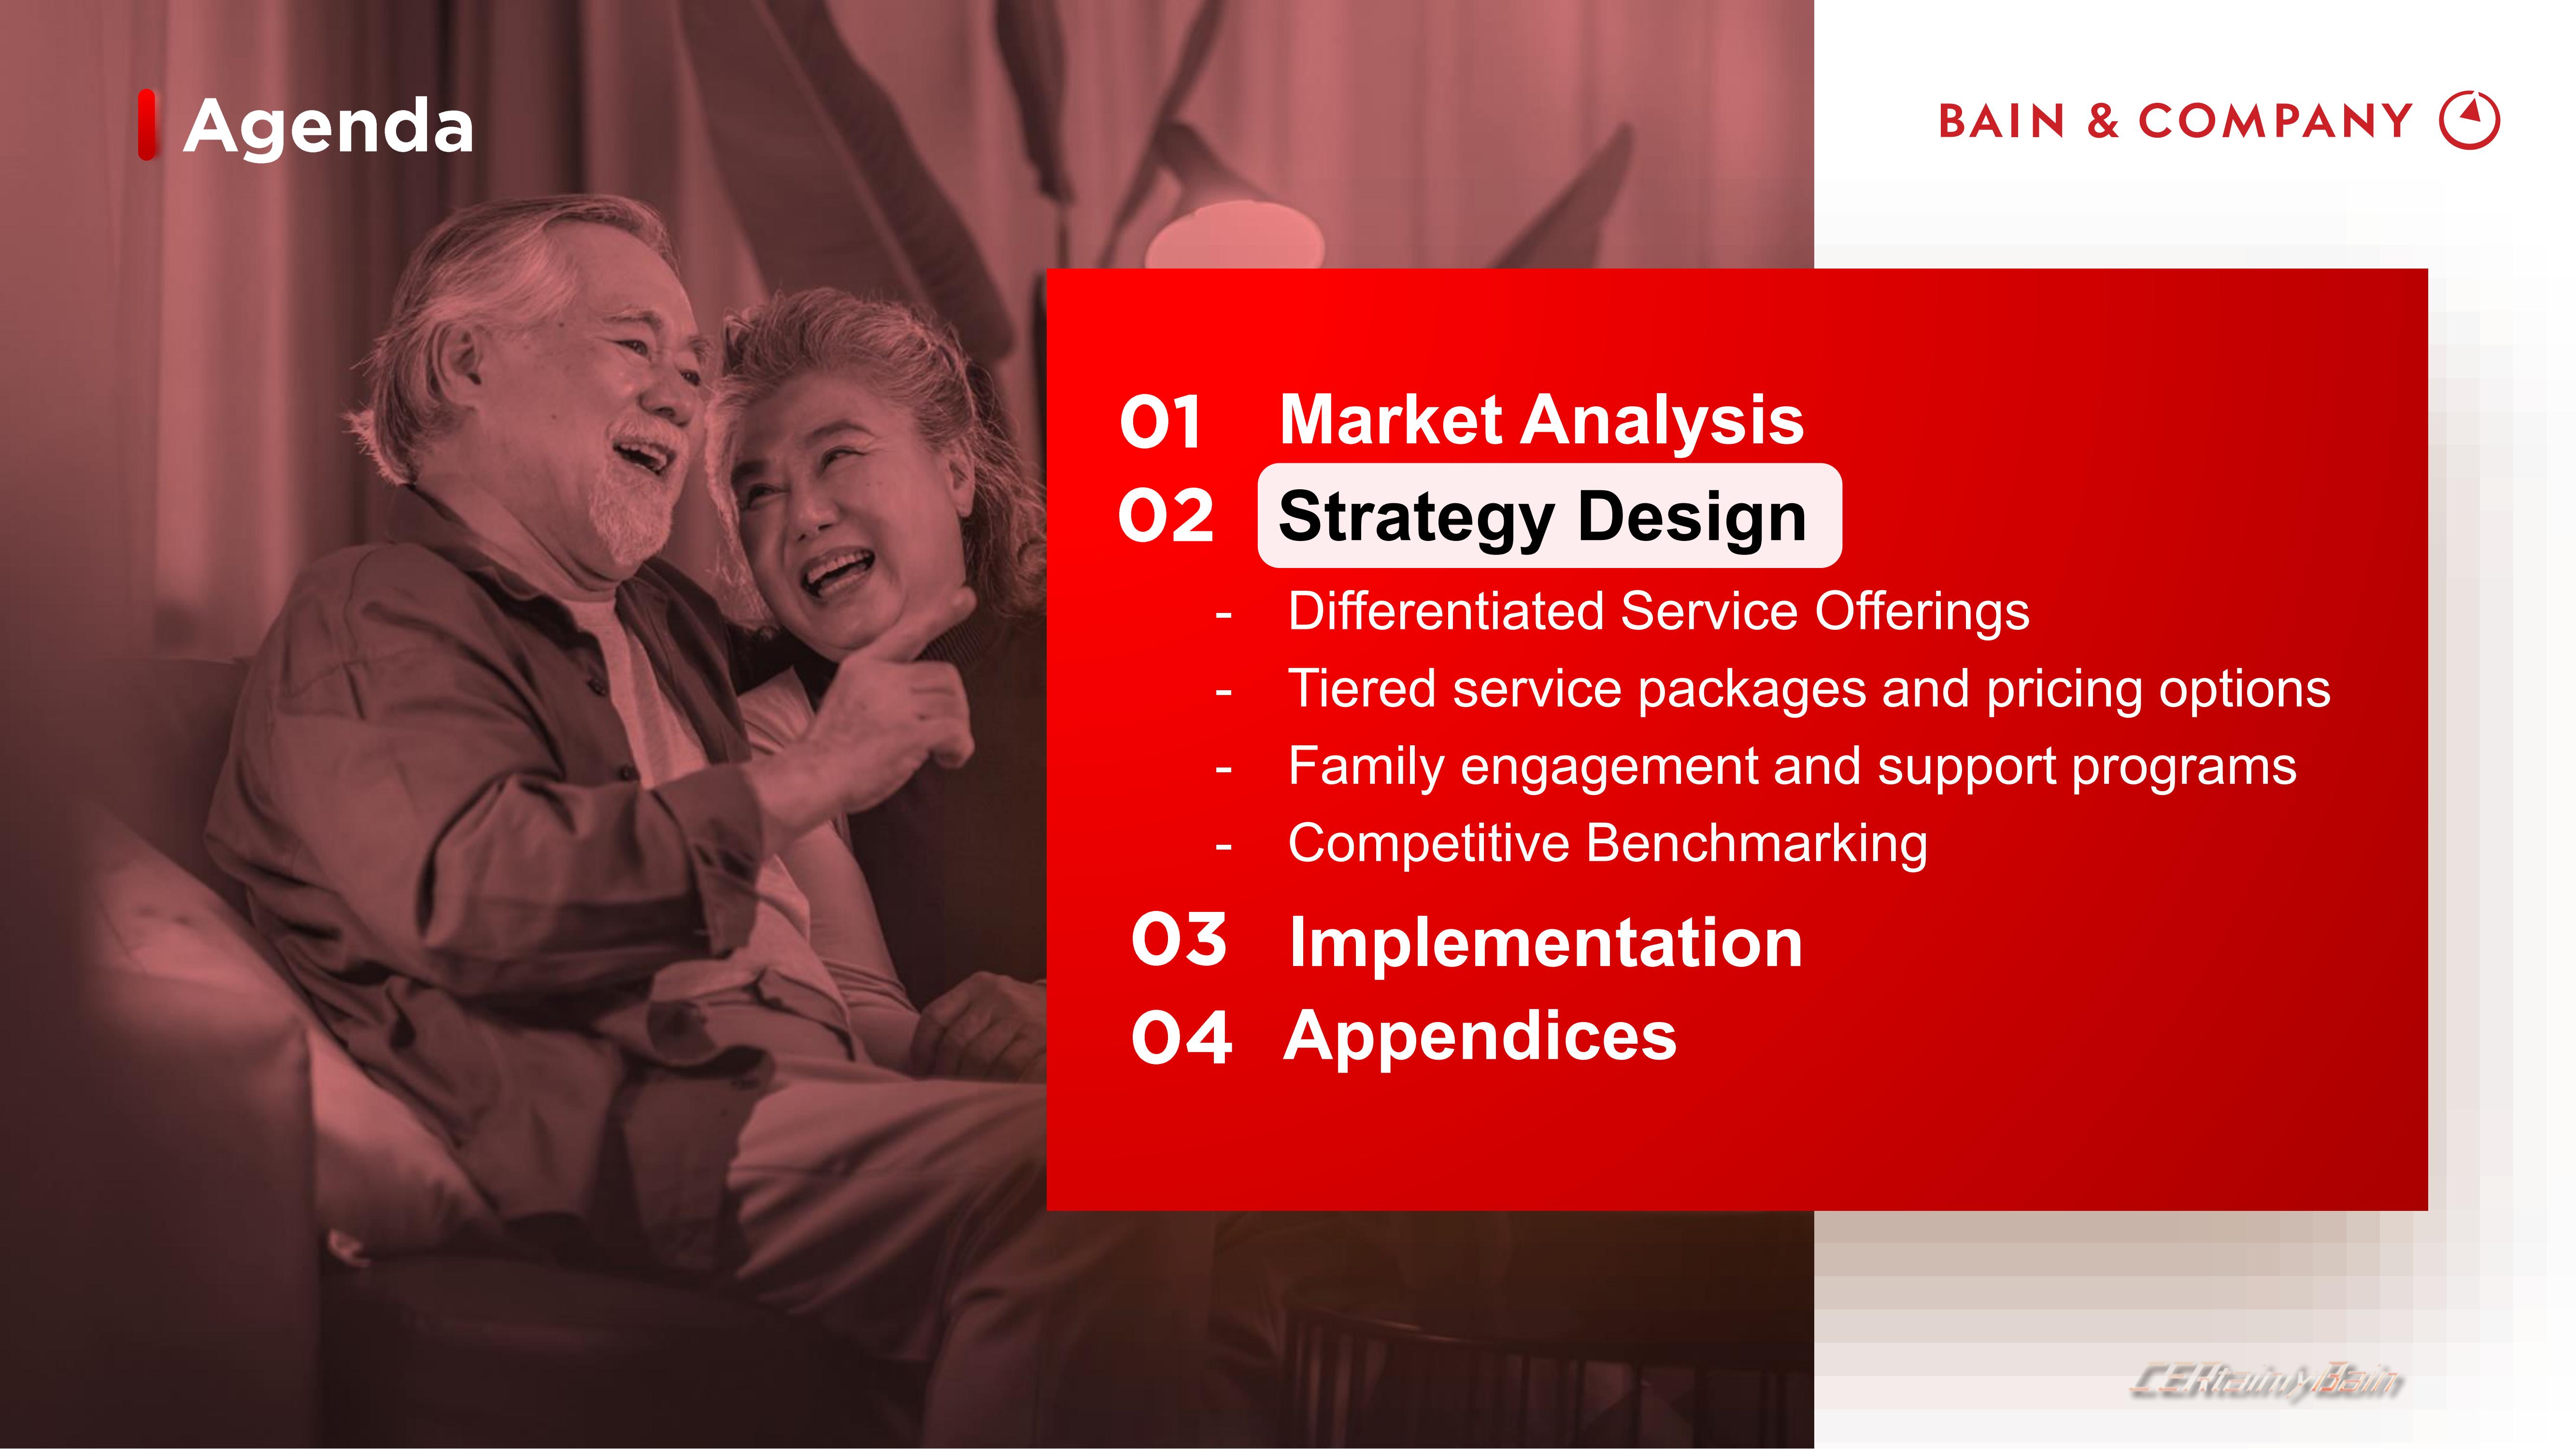 Agenda
BAIN & COMPANY
01 Market Analysis
02 Strategy Design
- Differentiated Service Offerings
- Tiered service packages and pricing options
- Family engagement and support programs
- Competitive Benchmarking
03 Implementation
04 Appendices
CERtainlyBain